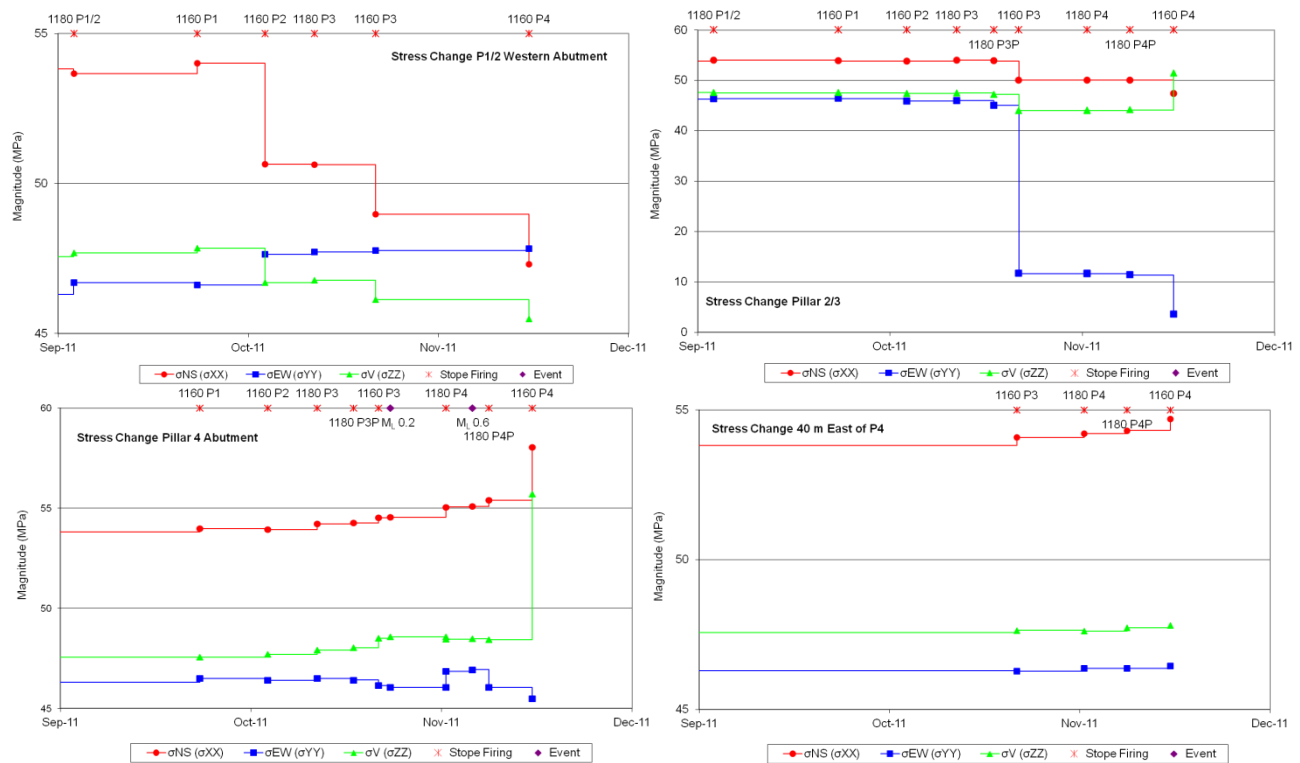 1180 P1/2 1160 P1 1160 P2 1180 P3 1160 P3 1160 P4
55
Stress Change P1/2 Western Abutment
Magnitude (MPa)
50
45
Sep-11 Oct-11 Nov-11 Dec-11
σNS (σXX) σEW (σYY) σV (σZZ) Stope Firing Event
1180 P1/2 1160 P1 1160 P2 1180 P3 1160 P3 1180 P4 1160 P4
60
1180 P3P 1180 P4P
50
40
Magnitude (MPa)
30
20
10
Stress Change Pillar 2/3
0
Sep-11 Oct-11 Nov-11 Dec-11
σNS (σXX) σEW (σYY) σV (σZZ) Stope Firing
1160 P1 1160 P2 1180 P3 1160 P3 1180 P4 1160 P4
60
1180 P3P ML 0.2 ML 0.6
Stress Change Pillar 4 Abutment
1180 P4P
55
Magnitude (MPa)
50
45
Sep-11 Oct-11 Nov-11 Dec-11
σNS (σXX) σEW (σYY) σV (σZZ) Stope Firing Event
1160 P3 1180 P4 1160 P4
55
Stress Change 40 m East of P4
1180 P4P
Magnitude (MPa)
50
45
Sep-11 Oct-11 Nov-11 Dec-11
σNS (σXX) σEW (σYY) σV (σZZ) Stope Firing Event